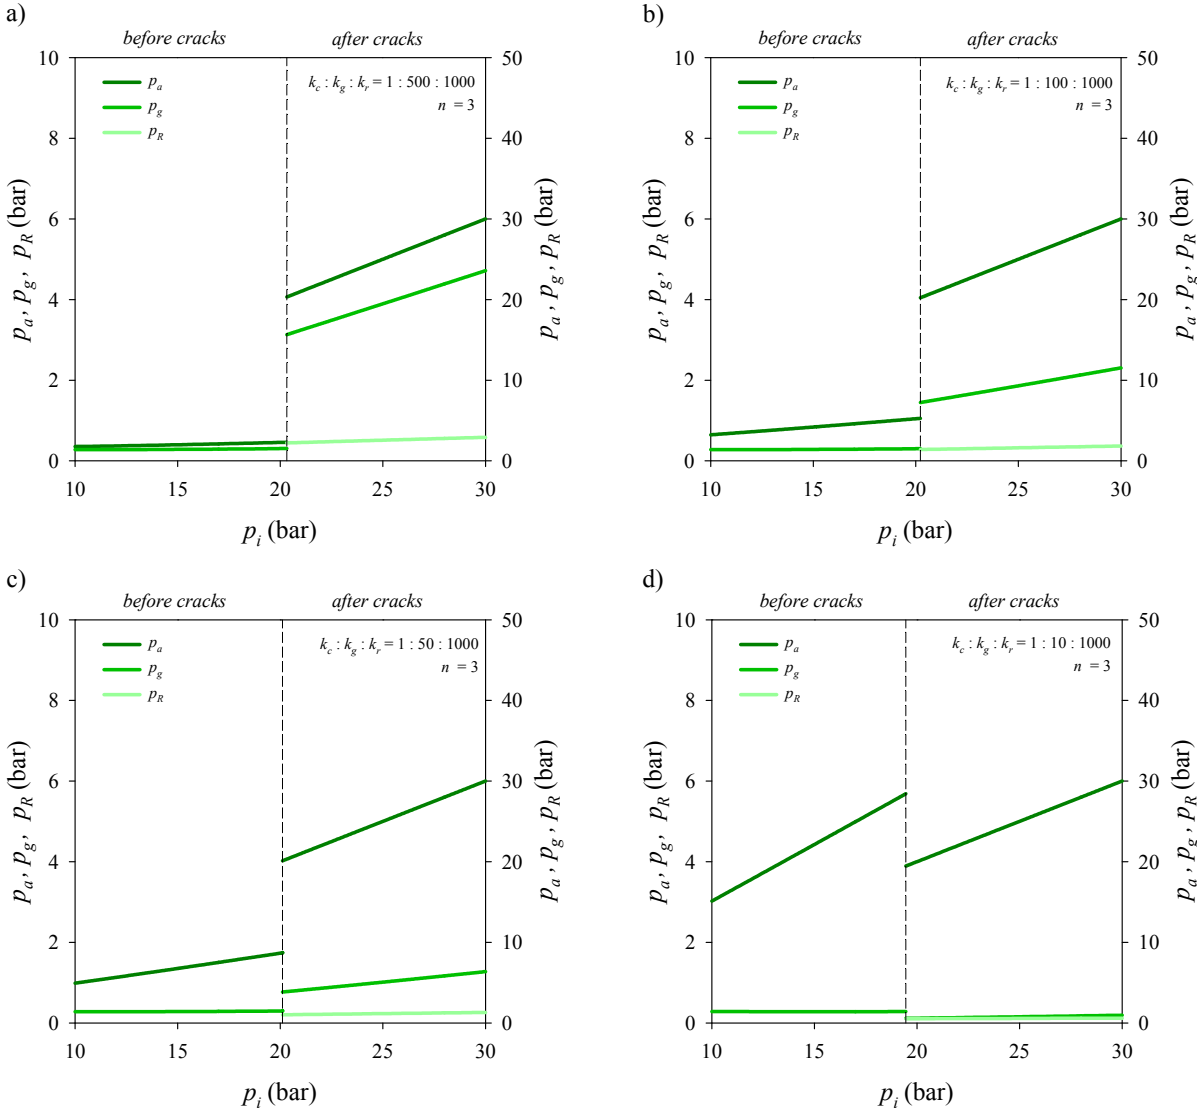 a)
before cracks after cracks
10 50
p_a
p_g
p_R
k_c : k_g : k_r = 1 : 500 : 1000
n = 3
8 40
6 30
4 20
2 10
0 0
p_a, p_g, p_R (bar)
p_a, p_g, p_R (bar)
10 15 20 25 30
p_i (bar)
b)
before cracks after cracks
10 50
p_a
p_g
p_R
k_c : k_g : k_r = 1 : 100 : 1000
n = 3
8 40
6 30
4 20
2 10
0 0
p_a, p_g, p_R (bar)
p_a, p_g, p_R (bar)
10 15 20 25 30
p_i (bar)
c)
before cracks after cracks
10 50
p_a
p_g
p_R
k_c : k_g : k_r = 1 : 50 : 1000
n = 3
8 40
6 30
4 20
2 10
0 0
p_a, p_g, p_R (bar)
p_a, p_g, p_R (bar)
10 15 20 25 30
p_i (bar)
d)
before cracks after cracks
10 50
p_a
p_g
p_R
k_c : k_g : k_r = 1 : 10 : 1000
n = 3
8 40
6 30
4 20
2 10
0 0
p_a, p_g, p_R (bar)
p_a, p_g, p_R (bar)
10 15 20 25 30
p_i (bar)